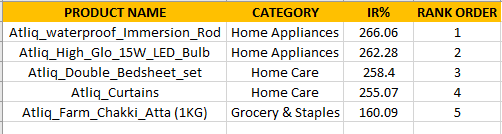 PRODUCT NAME CATEGORY IR% RANK ORDER
Atliq_waterproof_Immersion_Rod Home Appliances 266.06 1
Atliq_High_Glo_15W_LED_Bulb Home Appliances 262.28 2
Atliq_Double_Bedsheet_set Home Care 258.4 3
Atliq_Curtains Home Care 255.07 4
Atliq_Farm_Chakki_Atta (1KG) Grocery & Staples 160.09 5